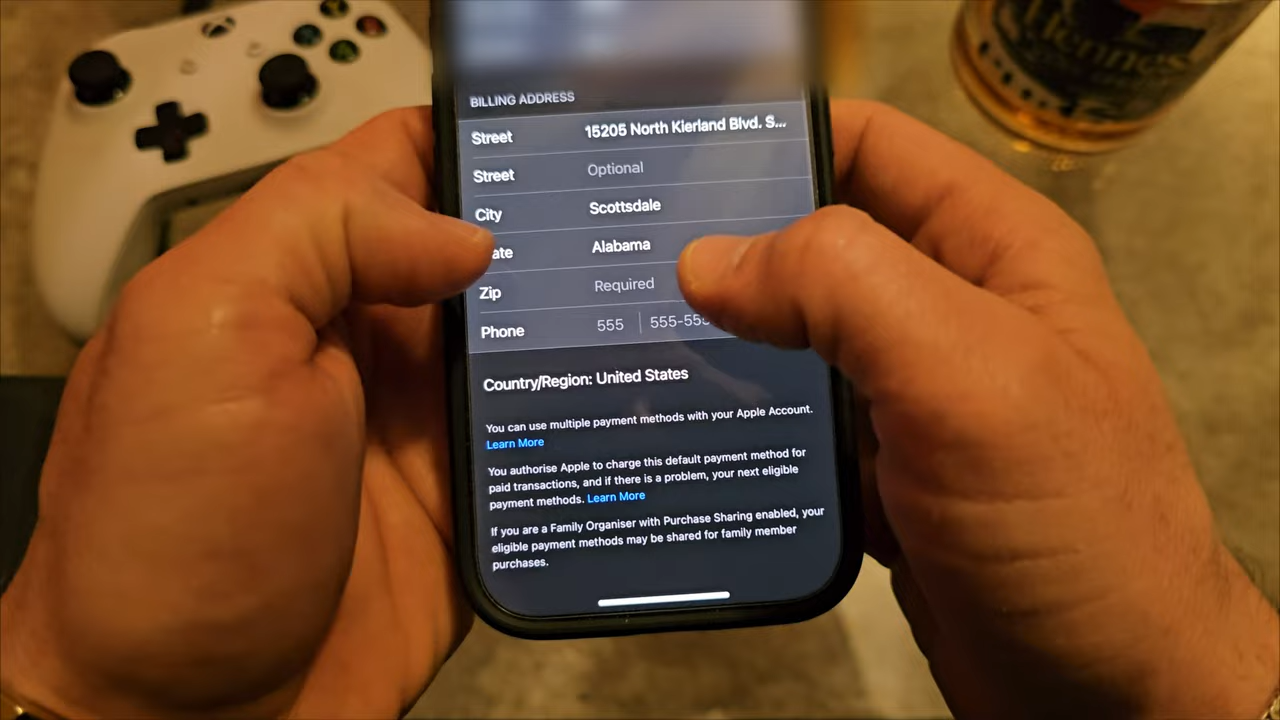 Hennes
BILLING ADDRESS
Street 15205 North Kierland Blvd. S...
Street Optional
City Scottsdale
ate Alabama
Zip Required
Phone 555 555-55
Country/Region: United States
You can use multiple payment methods with your Apple Account.
Learn More
You authorise Apple to charge this default payment method for
paid transactions, and if there is a problem, your next eligible
payment methods. Learn More
If you are a Family Organiser with Purchase Sharing enabled, your
eligible payment methods may be shared for family member
purchases.